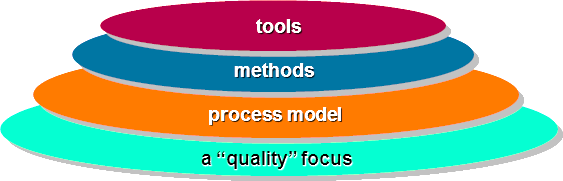 tools
methods
process model
a “quality” focus